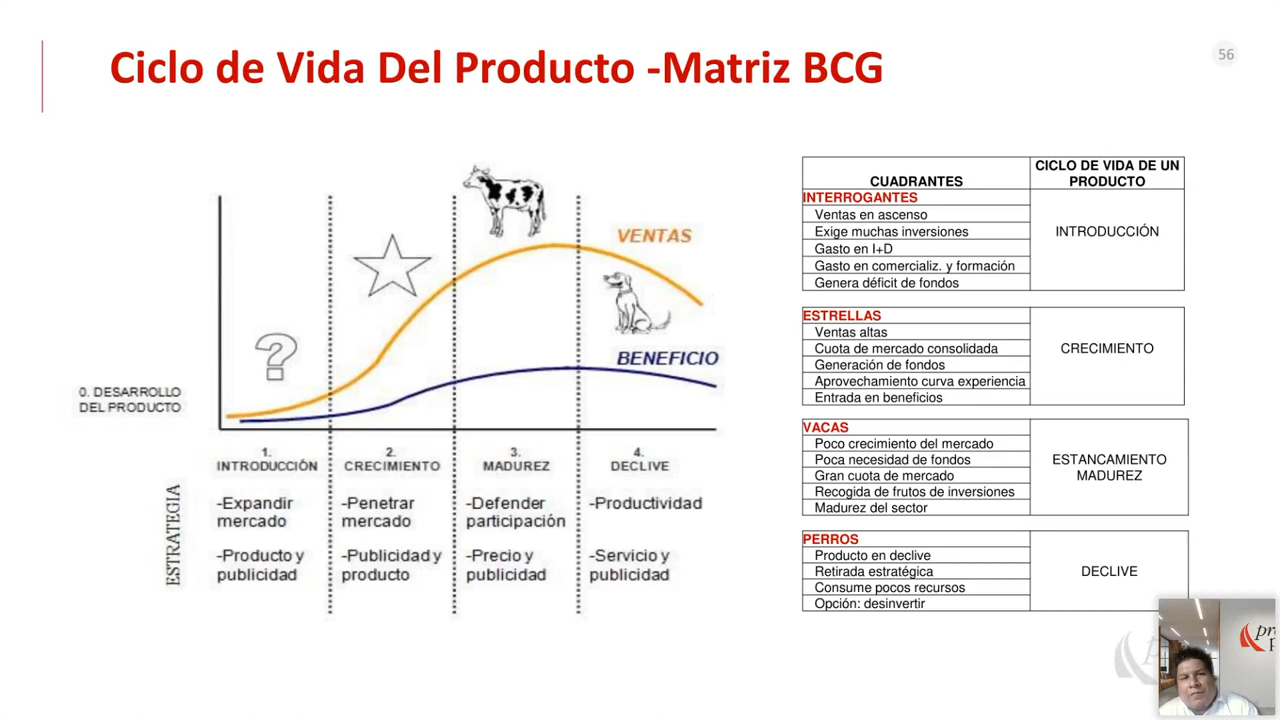 Ciclo de Vida Del Producto -Matriz BCG
56
VENTAS
BENEFICIO
0. DESARROLLO
DEL PRODUCTO
1.
INTRODUCCIÓN
2.
CRECIMIENTO
3.
MADUREZ
4.
DECLIVE
ESTRATEGIA
-Expandir
mercado
-Producto y
publicidad
-Penetrar
mercado
-Publicidad y
producto
-Defender
participación
-Precio y
publicidad
-Productividad
-Servicio y
publicidad
CUADRANTES
CICLO DE VIDA DE UN
PRODUCTO
INTERROGANTES
Ventas en ascenso
Exige muchas inversiones
INTRODUCCIÓN
Gasto en I+D
Gasto en comercializ. y formación
Genera déficit de fondos
ESTRELLAS
Ventas altas
Cuota de mercado consolidada
CRECIMIENTO
Generación de fondos
Aprovechamiento curva experiencia
Entrada en beneficios
VACAS
Poco crecimiento del mercado
Poca necesidad de fondos
ESTANCAMIENTO
MADUREZ
Gran cuota de mercado
Recogida de frutos de inversiones
Madurez del sector
PERROS
Producto en declive
Retirada estratégica
DECLIVE
Consume pocos recursos
Opción: desinvertir